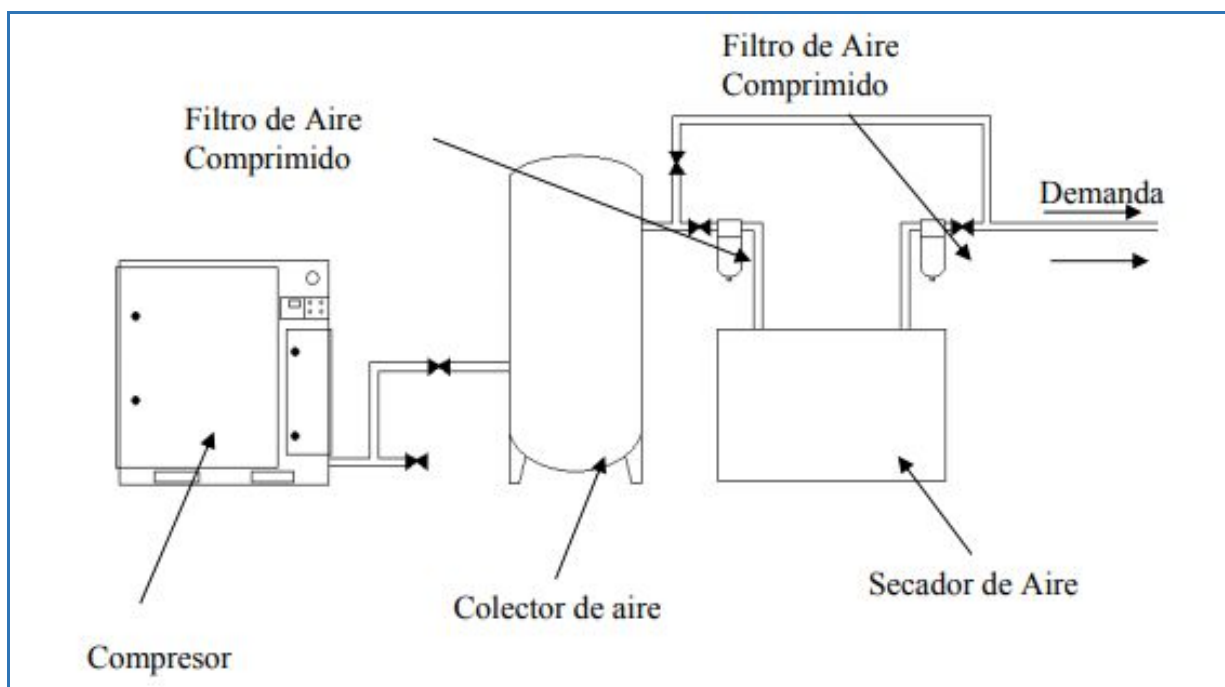 Filtro de Aire
Comprimido
Filtro de Aire
Comprimido
Demanda
Colector de aire
Secador de Aire
Compresor